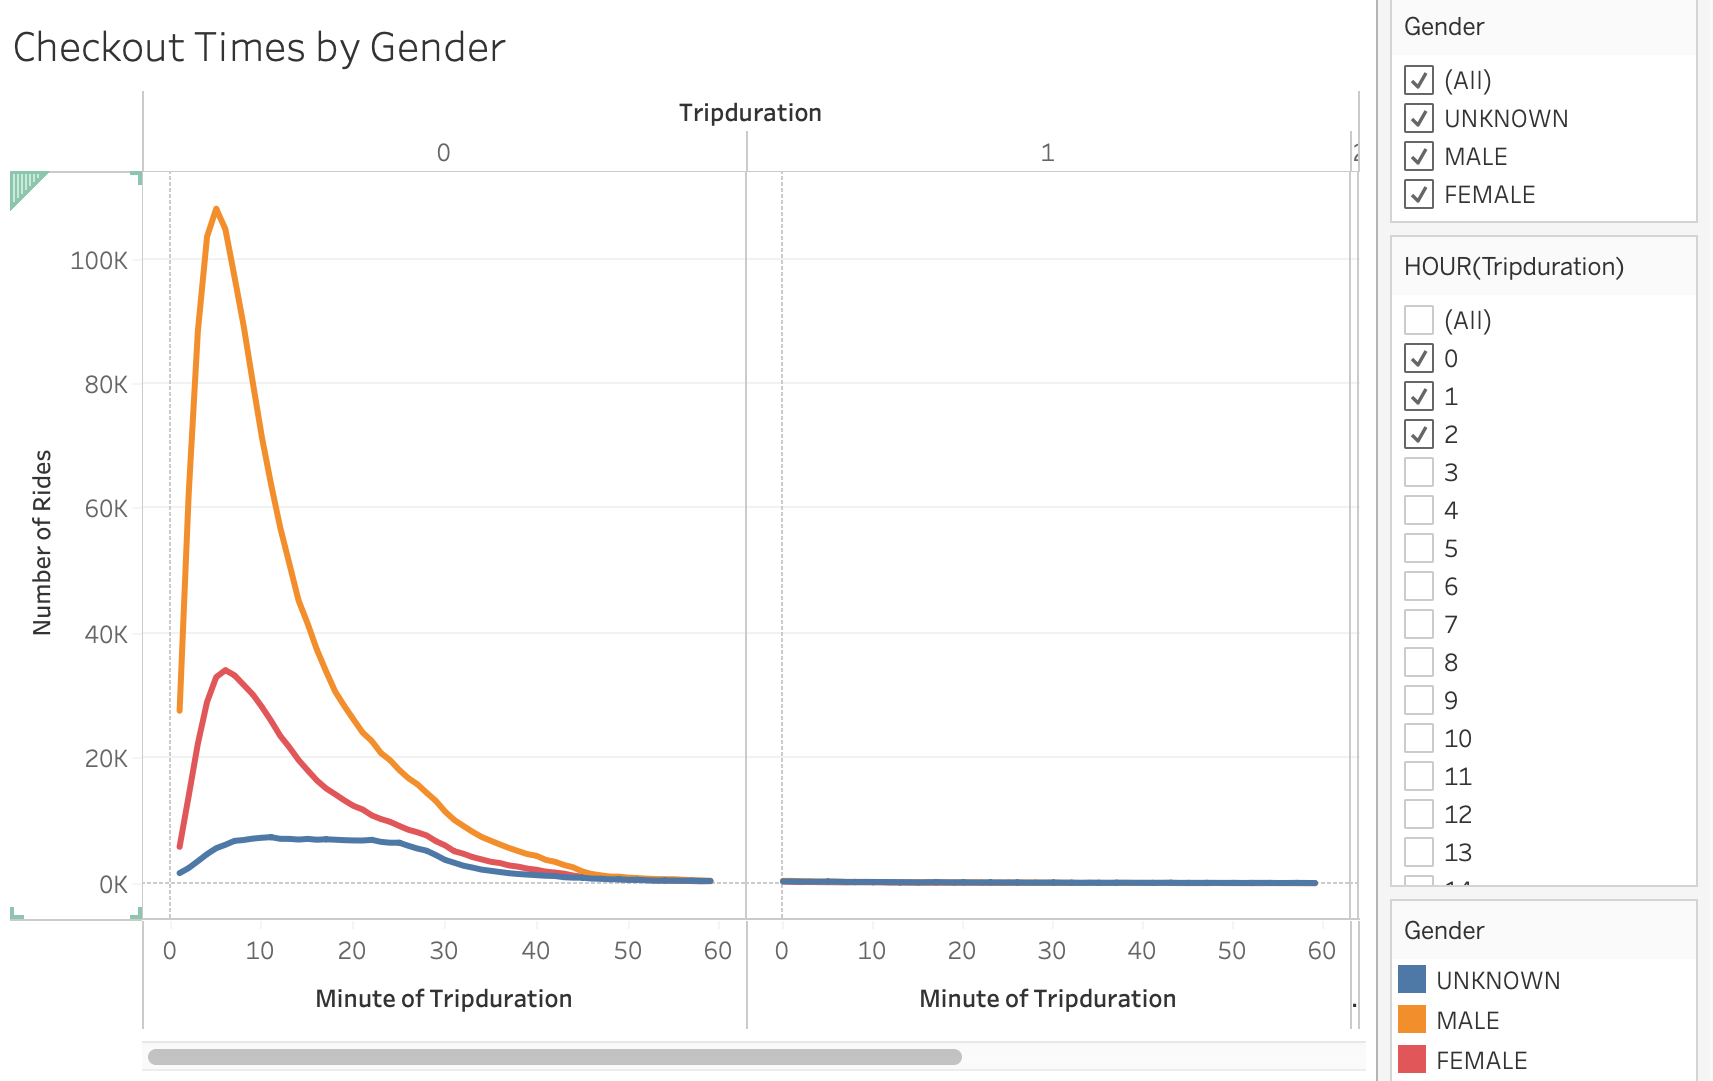 Checkout Times by Gender
Tripduration
0 1
100K
80K
60K
40K
20K
0K
Number of Rides
0 10 20 30 40 50 60 0 10 20 30 40 50 60
Minute of Tripduration Minute of Tripduration
Gender
(All)
UNKNOWN
MALE
FEMALE
HOUR(Tripduration)
(All)
0
1
2
3
4
5
6
7
8
9
10
11
12
13
Gender
UNKNOWN
MALE
FEMALE